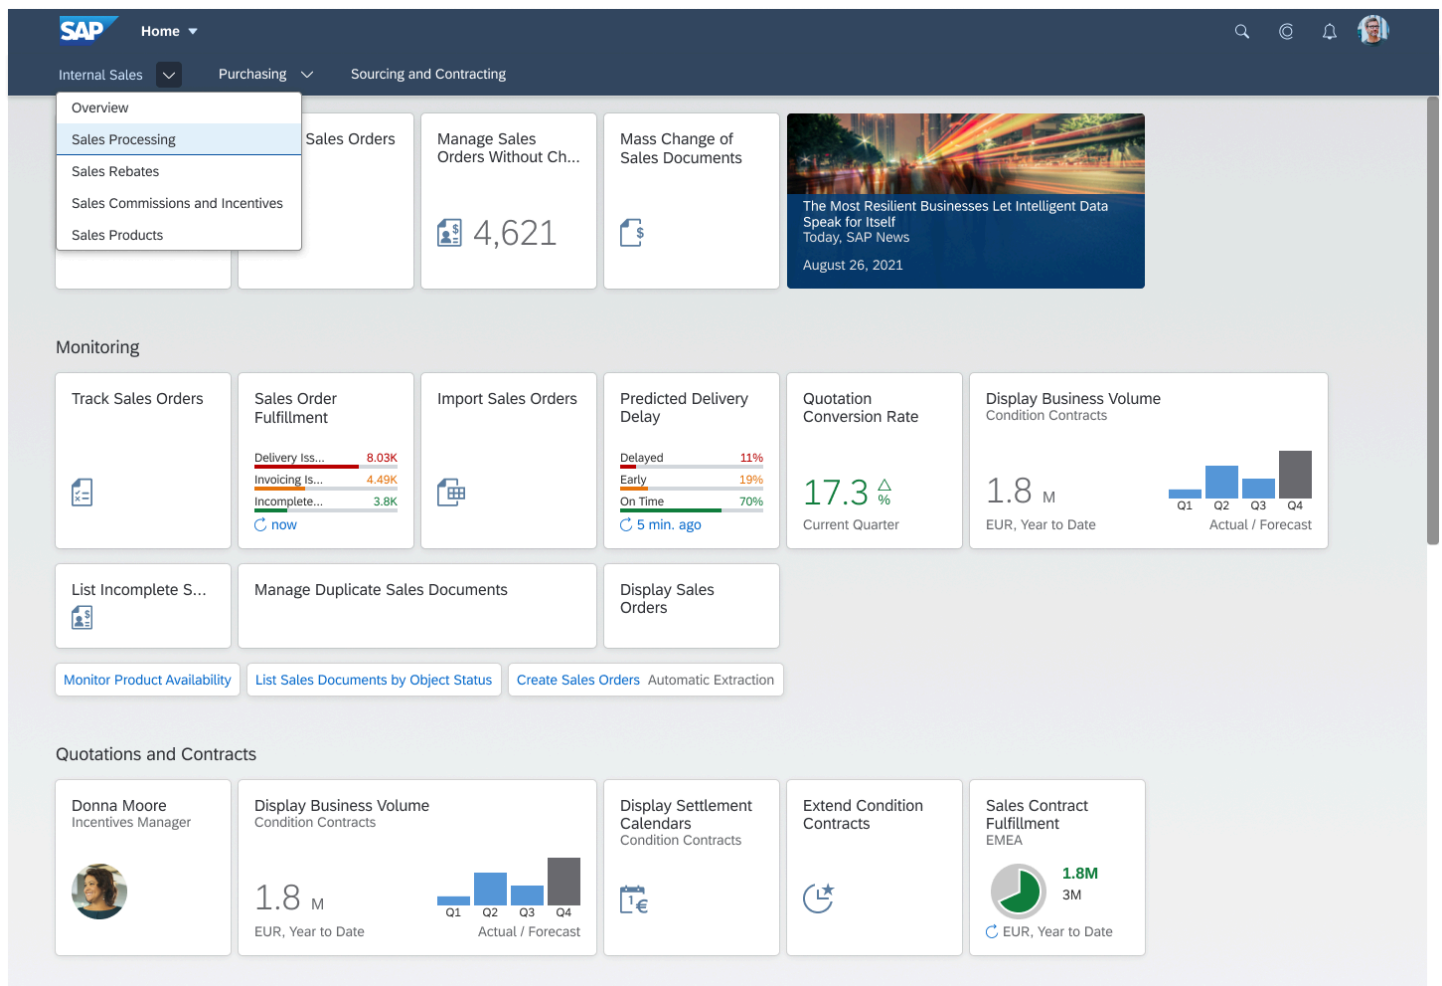 SAP
Home
Internal Sales
Purchasing
Sourcing and Contracting
Overview
Sales Processing
Sales Rebates
Sales Commissions and Incentives
Sales Products
Sales Orders
Manage Sales
Orders Without Ch...
4,621
Mass Change of
Sales Documents
The Most Resilient Businesses Let Intelligent Data
Speak for Itself
Today, SAP News
August 26, 2021
Monitoring
Track Sales Orders
Sales Order
Fulfillment
Delivery Iss... 8.03K
Invoicing Is... 4.49K
Incomplete... 3.8K
now
Import Sales Orders
Predicted Delivery
Delay
Delayed 11%
Early 19%
On Time 70%
5 min. ago
Quotation
Conversion Rate
17.3 %
Current Quarter
Display Business Volume
Condition Contracts
1.8 M
EUR, Year to Date
Q1 Q2 Q3 Q4
Actual / Forecast
List Incomplete S...
Manage Duplicate Sales Documents
Display Sales
Orders
Monitor Product Availability
List Sales Documents by Object Status
Create Sales Orders Automatic Extraction
Quotations and Contracts
Donna Moore
Incentives Manager
Display Business Volume
Condition Contracts
1.8 M
EUR, Year to Date
Q1 Q2 Q3 Q4
Actual / Forecast
Display Settlement
Calendars
Condition Contracts
Extend Condition
Contracts
Sales Contract
Fulfillment
EMEA
1.8M
3M
EUR, Year to Date